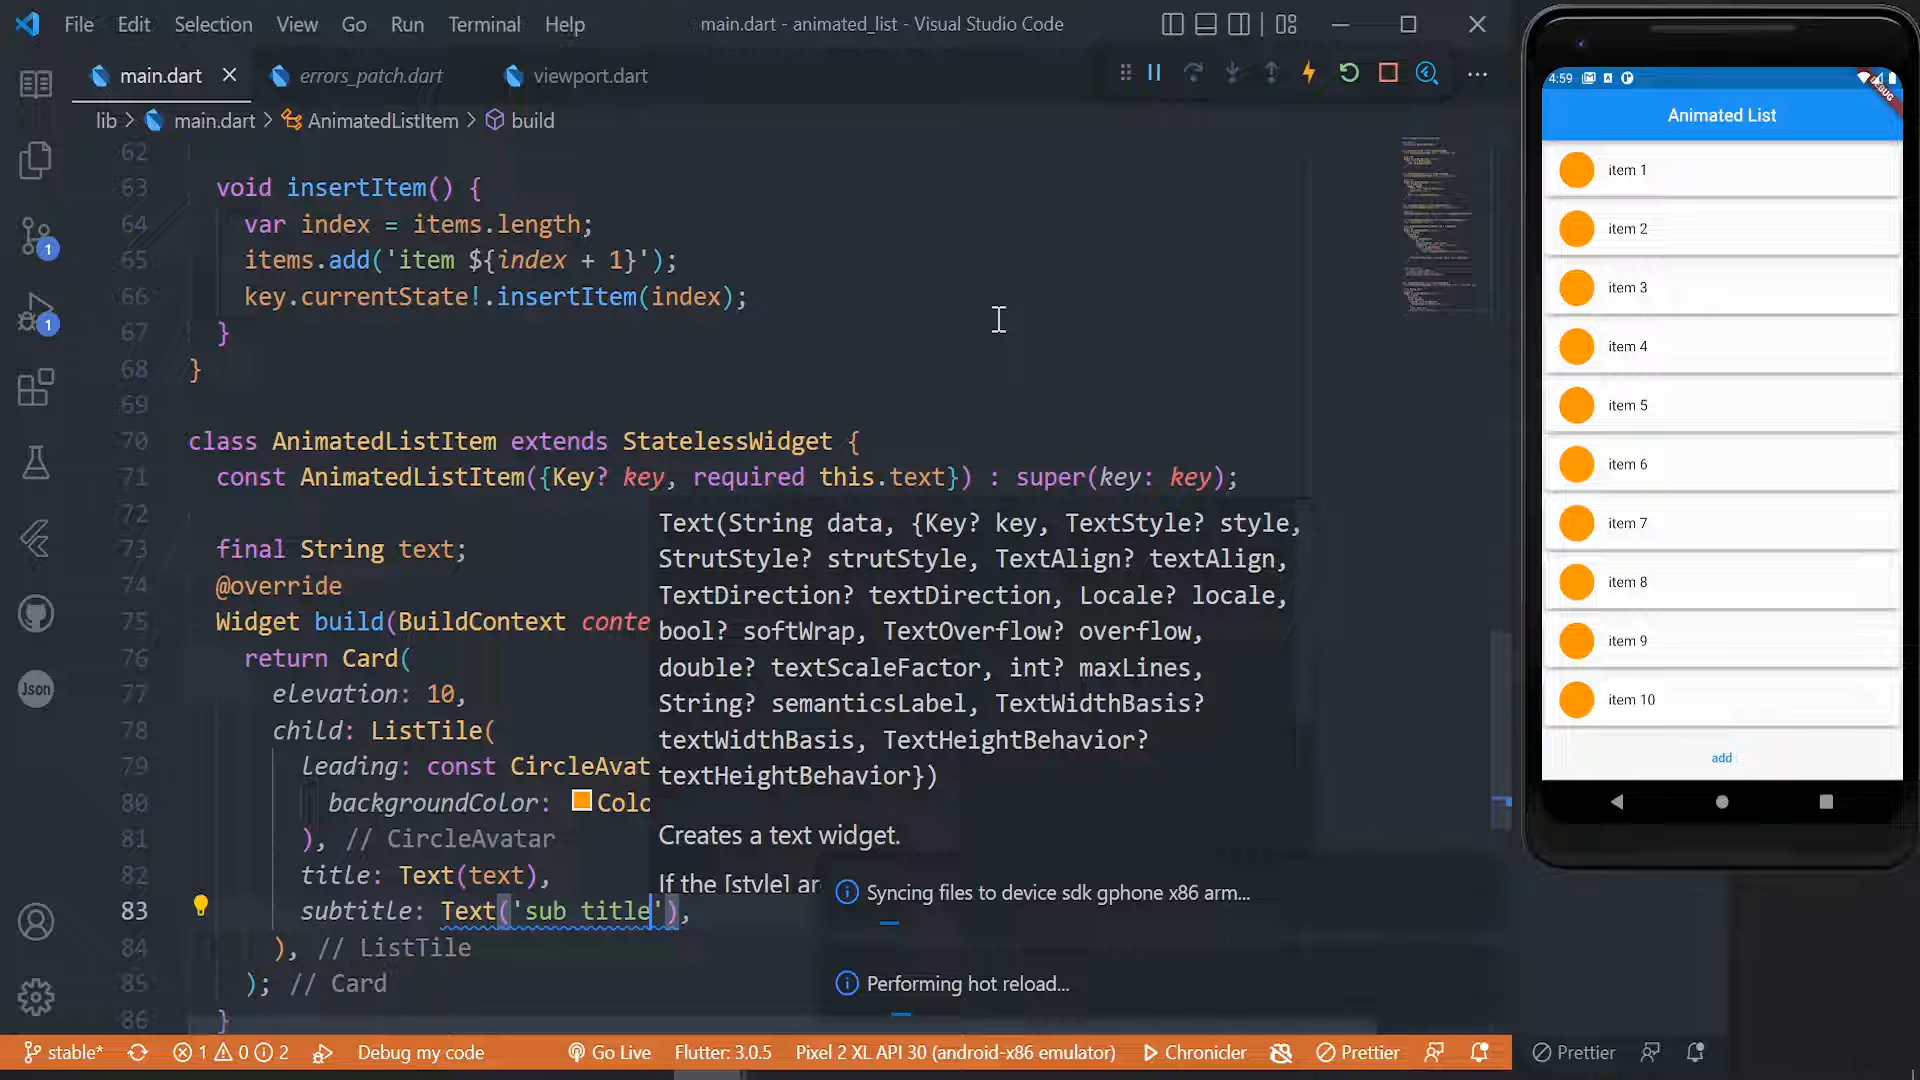 File Edit Selection View Go Run Terminal Help main.dart - animated_list - Visual Studio Code
main.dart errors_patch.dart viewport.dart
lib > main.dart > AnimatedListItem > build
62
63 void insertItem() {
64 var index = items.length;
65 items.add('item ${index + 1}');
66 key.currentState!.insertItem(index);
67 }
68 }
69
70 class AnimatedListItem extends StatelessWidget {
71 const AnimatedListItem({Key? key, required this.text}) : super(key: key);
72
73 final String text;
74 @override
75 Widget build(BuildContext conte
76 return Card(
77 elevation: 10,
78 child: ListTile(
79 leading: const CircleAvat
80 backgroundColor: Colo
81 ), // CircleAvatar
82 title: Text(text),
83 subtitle: Text('sub title'),
84 ), // ListTile
85 ); // Card
86 }
Text(String data, {Key? key, TextStyle? style,
StrutStyle? strutStyle, TextAlign? textAlign,
TextDirection? textDirection, Locale? locale,
bool? softWrap, TextOverflow? overflow,
double? textScaleFactor, int? maxLines,
String? semanticsLabel, TextWidthBasis?
textWidthBasis, TextHeightBehavior?
textHeightBehavior})
Creates a text widget.
If the [style] ar
Syncing files to device sdk gphone x86 arm...
Performing hot reload...
1
1
Json
stable* 1 0 2 Debug my code Go Live Flutter: 3.0.5 Pixel 2 XL API 30 (android-x86 emulator) Chronicler Prettier
Prettier
4:59
DEBUG
Animated List
item 1
item 2
item 3
item 4
item 5
item 6
item 7
item 8
item 9
item 10
add